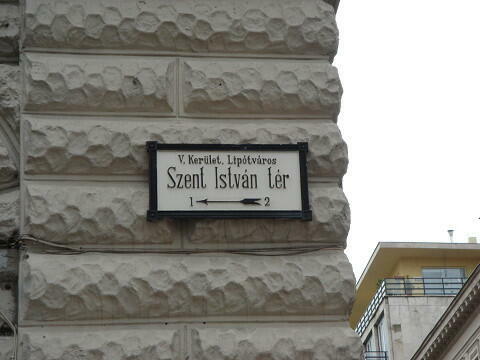 V. Kerület, Lipótváros
Szent István tér
1 2